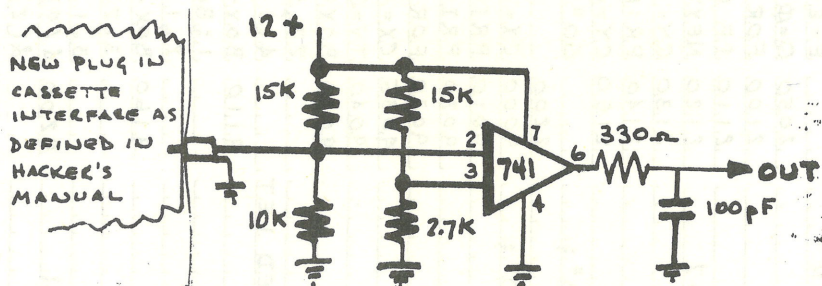 12+
NEW PLUG IN
CASSETTE
INTERFACE AS
DEFINED IN
HACKER'S
MANUAL
15K
15K
10K
2.7K
2
3
741
7
4
6
330Ω
OUT
100pF